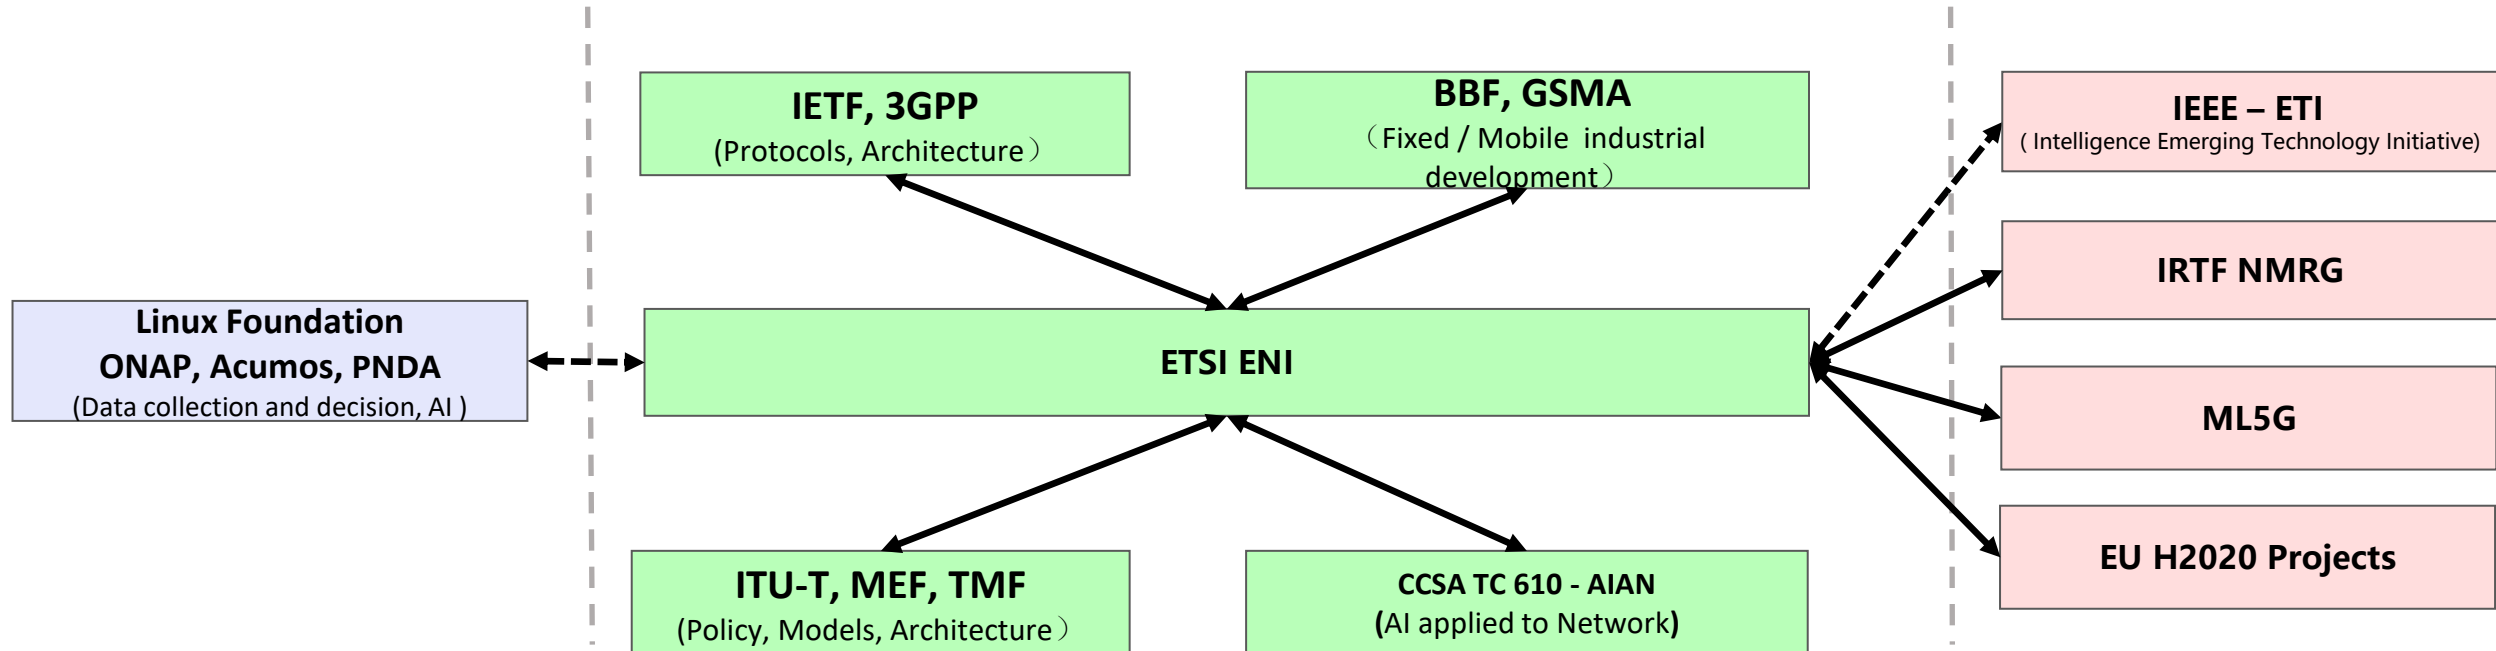 IETF, 3GPP
(Protocols, Architecture）
BBF, GSMA
（Fixed / Mobile  industrial
development）
IEEE – ETI
( Intelligence Emerging Technology Initiative)
IRTF NMRG
Linux Foundation
ONAP, Acumos, PNDA
(Data collection and decision, AI )
ETSI ENI
ML5G
EU H2020 Projects
ITU-T, MEF, TMF
(Policy, Models, Architecture）
CCSA TC 610 - AIAN
(AI applied to Network)